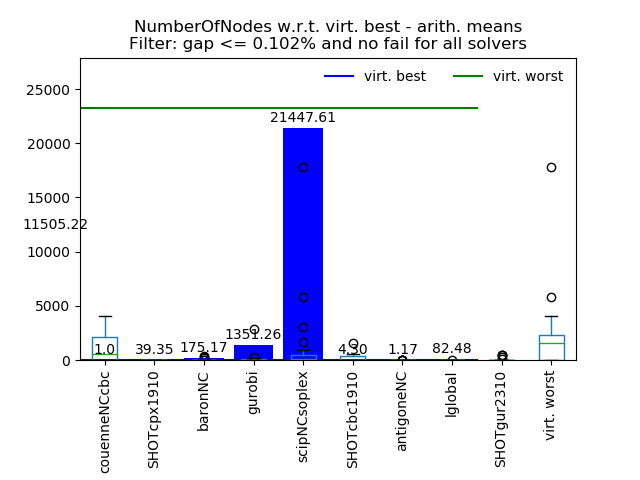 NumberOfNodes w.r.t. virt. best - arith. means
Filter: gap <= 0.102% and no fail for all solvers
virt. best
virt. worst
25000
20000
15000
10000
5000
0
21447.61
11505.22
1.0
39.35
175.17
1351.26
4.30
1.17
82.48
couenneNCcbc
SHOTcpx1910
baronNC
gurobi
scipNCsoplex
SHOTcbc1910
antigoneNC
lglobal
SHOTgur2310
virt. worst